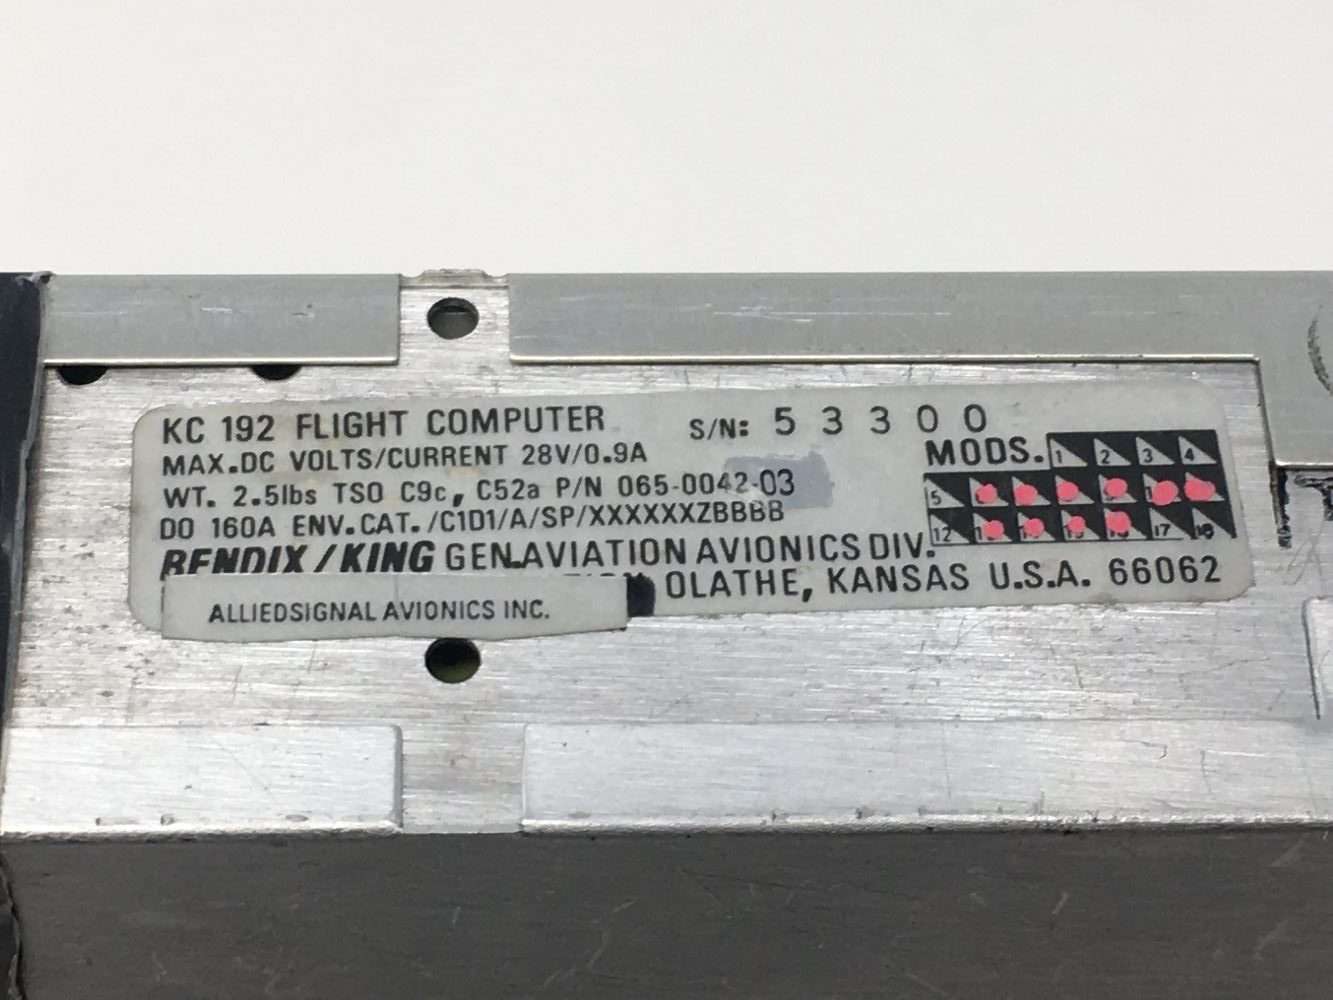 KC 192 FLIGHT COMPUTER S/N: 5 3 3 0 0
MAX.DC VOLTS/CURRENT 28V/0.9A MODS. 1 2 3 4
WT. 2.5lbs TSO C9c, C52a P/N 065-0042-03 5
DO 160A ENV.CAT./C1D1/A/SP/XXXXXXZBBBB 12 17 18
BENDIX/KING GEN.AVIATION AVIONICS DIV.
OLATHE, KANSAS U.S.A. 66062
ALLIEDSIGNAL AVIONICS INC.